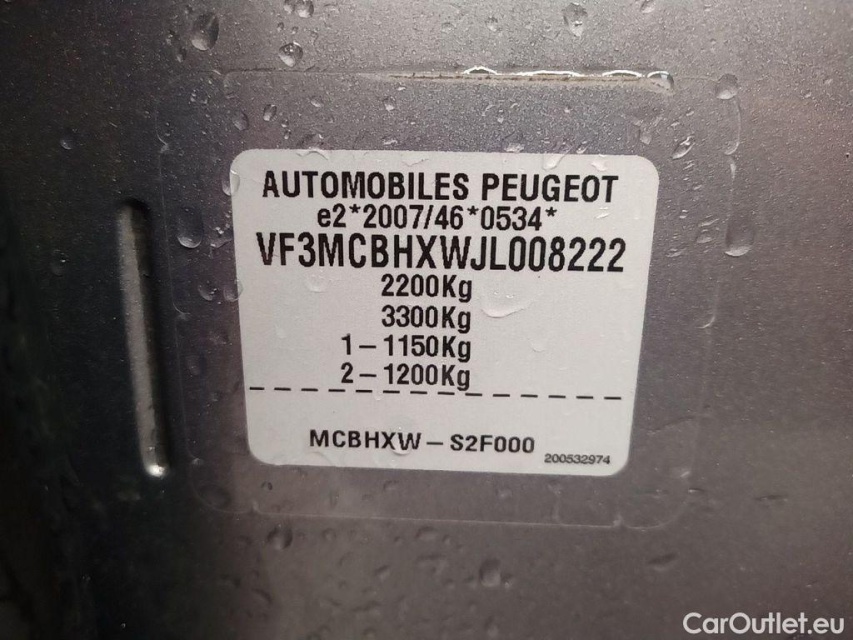 AUTOMOBILES PEUGEOT
e2*2007/46*0534*
VF3MCBHXWJL008222
2200Kg
3300Kg
1-1150Kg
2-1200Kg
MCBHXW-S2F000
200532974
CarOutlet.eu